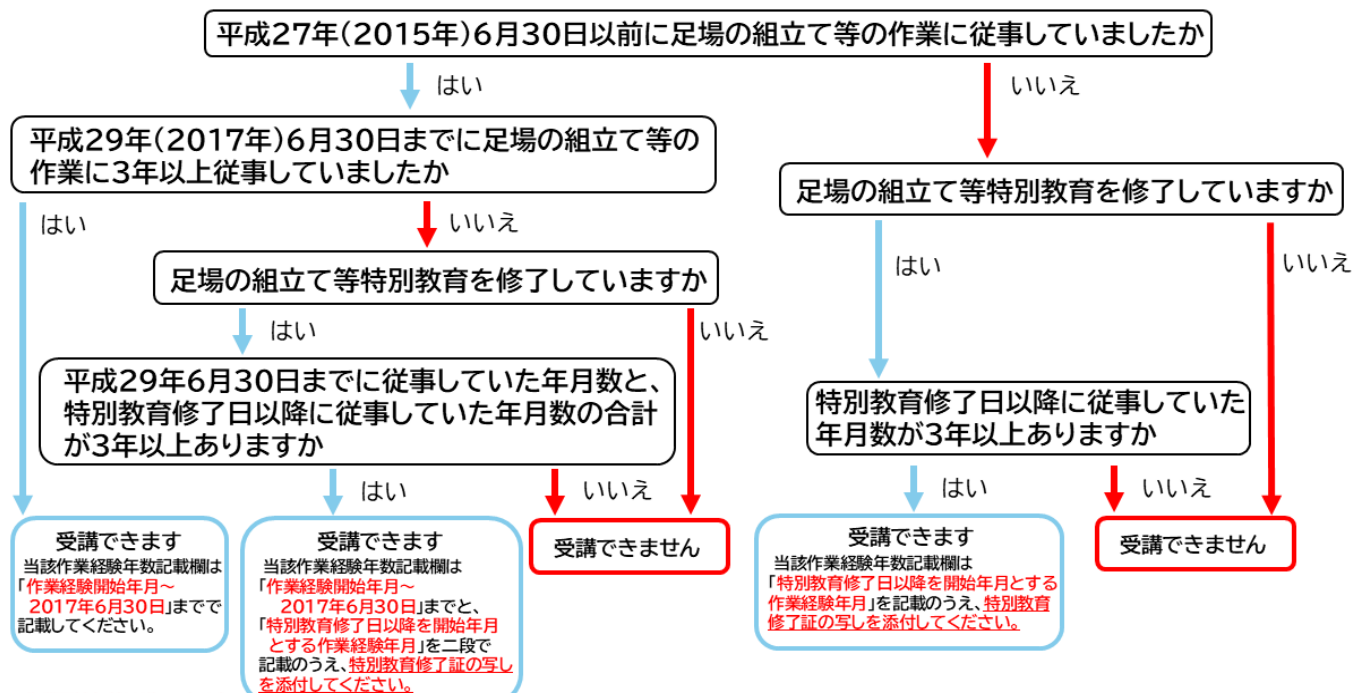 平成27年(2015年)6月30日以前に足場の組立て等の作業に従事していましたか
はい
いいえ
平成29年(2017年)6月30日までに足場の組立て等の
作業に3年以上従事していましたか
足場の組立て等特別教育を修了していますか
はい
いいえ
はい
いいえ
足場の組立て等特別教育を修了していますか
はい
いいえ
平成29年6月30日までに従事していた年月数と、
特別教育修了日以降に従事していた年月数の合計
が3年以上ありますか
特別教育修了日以降に従事していた
年月数が3年以上ありますか
はい
いいえ
はい
いいえ
受講できます
当該作業経験年数記載欄は
「作業経験開始年月～
2017年6月30日」までで
記載してください。
受講できます
当該作業経験年数記載欄は
「作業経験開始年月～
2017年6月30日」までと、
「特別教育修了日以降を開始年月
とする作業経験年月」を二段で
記載のうえ、特別教育修了証の写し
を添付してください。
受講できません
受講できます
当該作業経験年数記載欄は
「特別教育修了日以降を開始年月とする
作業経験年月」を記載のうえ、特別教育
修了証の写しを添付してください。
受講できません